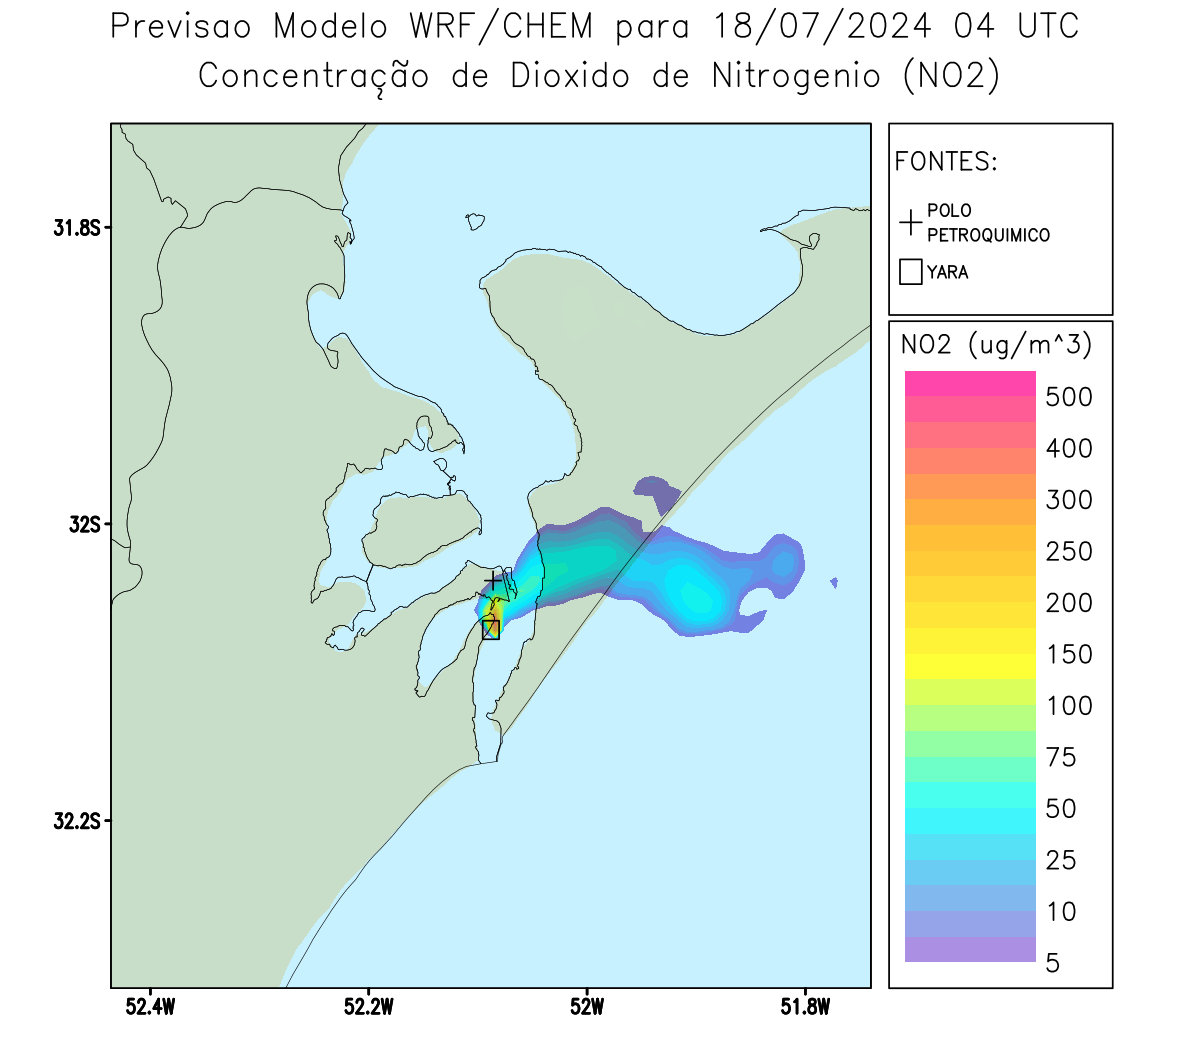 Previsao Modelo WRF/CHEM para 18/07/2024 04 UTC
Concentração de Dioxido de Nitrogenio (NO2)
FONTES:
POLO
PETROQUIMICO
YARA
31.8S
32S
32.2S
52.4W
52.2W
52W
51.8W
NO2 (ug/m^3)
500
400
300
250
200
150
100
75
50
25
10
5